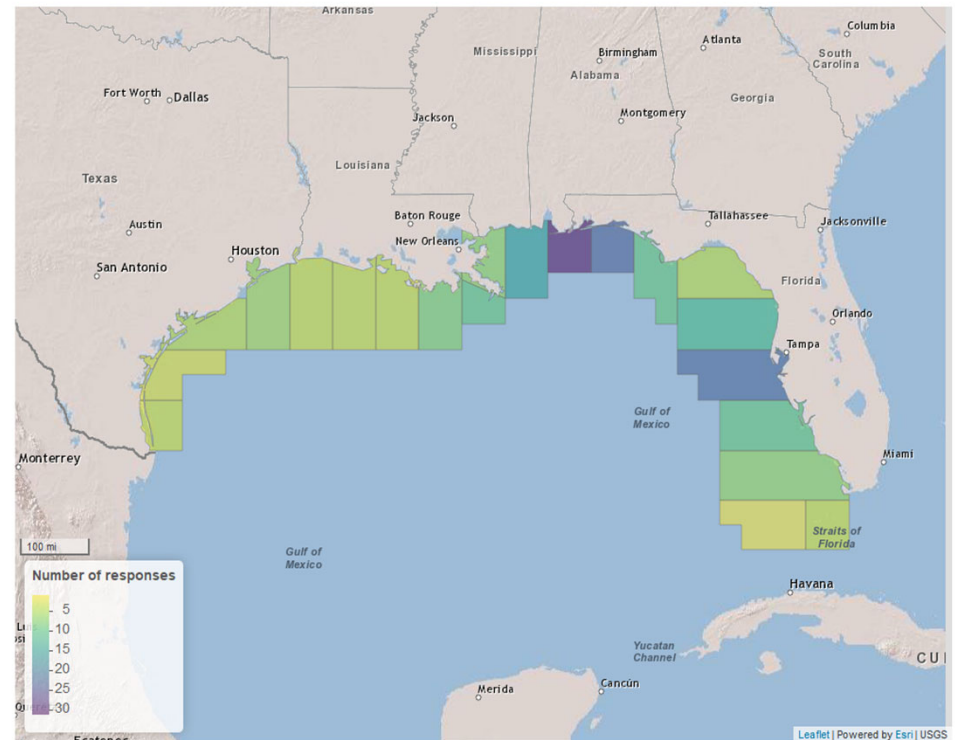 Arkansas
Columbia
Atlanta
Mississippi
Birmingham
South
Carolina
Alabama
Fort Worth
Dallas
Georgia
Jackson
Montgomery
Louisiana
Texas
Baton Rouge
Tallahassee
Austin
Jacksonville
New Orleans
Houston
San Antonio
Florida
Orlando
Tampa
Gulf of
Mexico
Monterrey
Miami
Straits of
Florida
100 mi
Gulf of
Mexico
Number of responses
5
10
15
20
25
30
Havana
Yucatan
Channel
Merida
Cancún
Leaflet | Powered by Esri | USGS